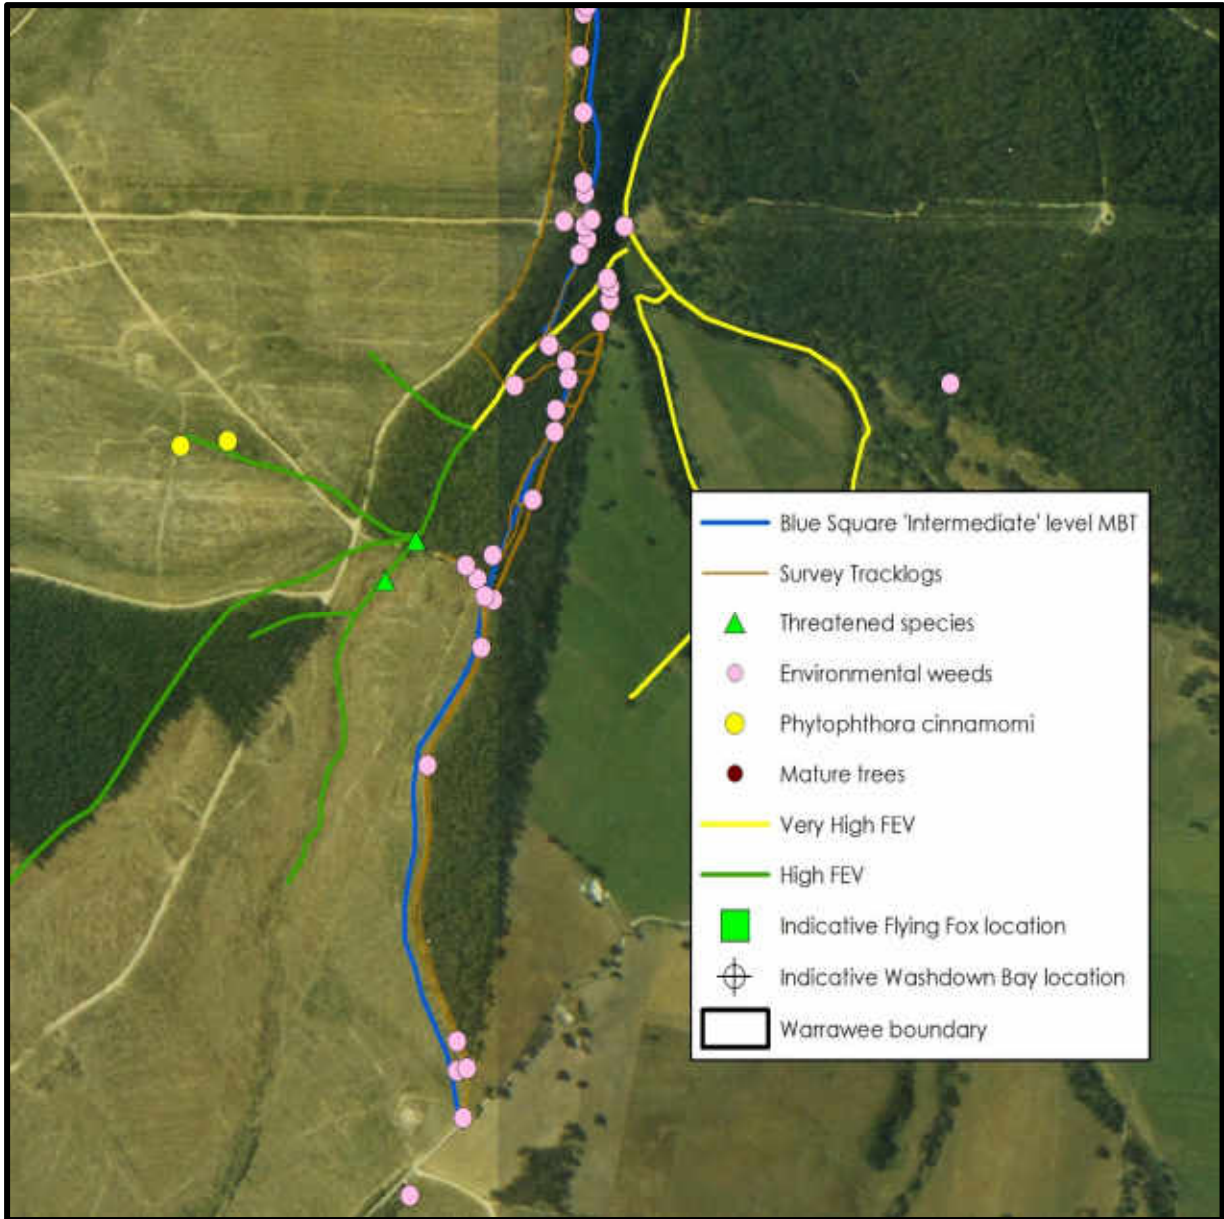 Blue Square 'Intermediate' level MBT
Survey Tracklogs
Threatened species
Environmental weeds
Phytophthora cinnamomi
Mature trees
Very High FEV
High FEV
Indicative Flying Fox location
Indicative Washdown Bay location
Warrawee boundary